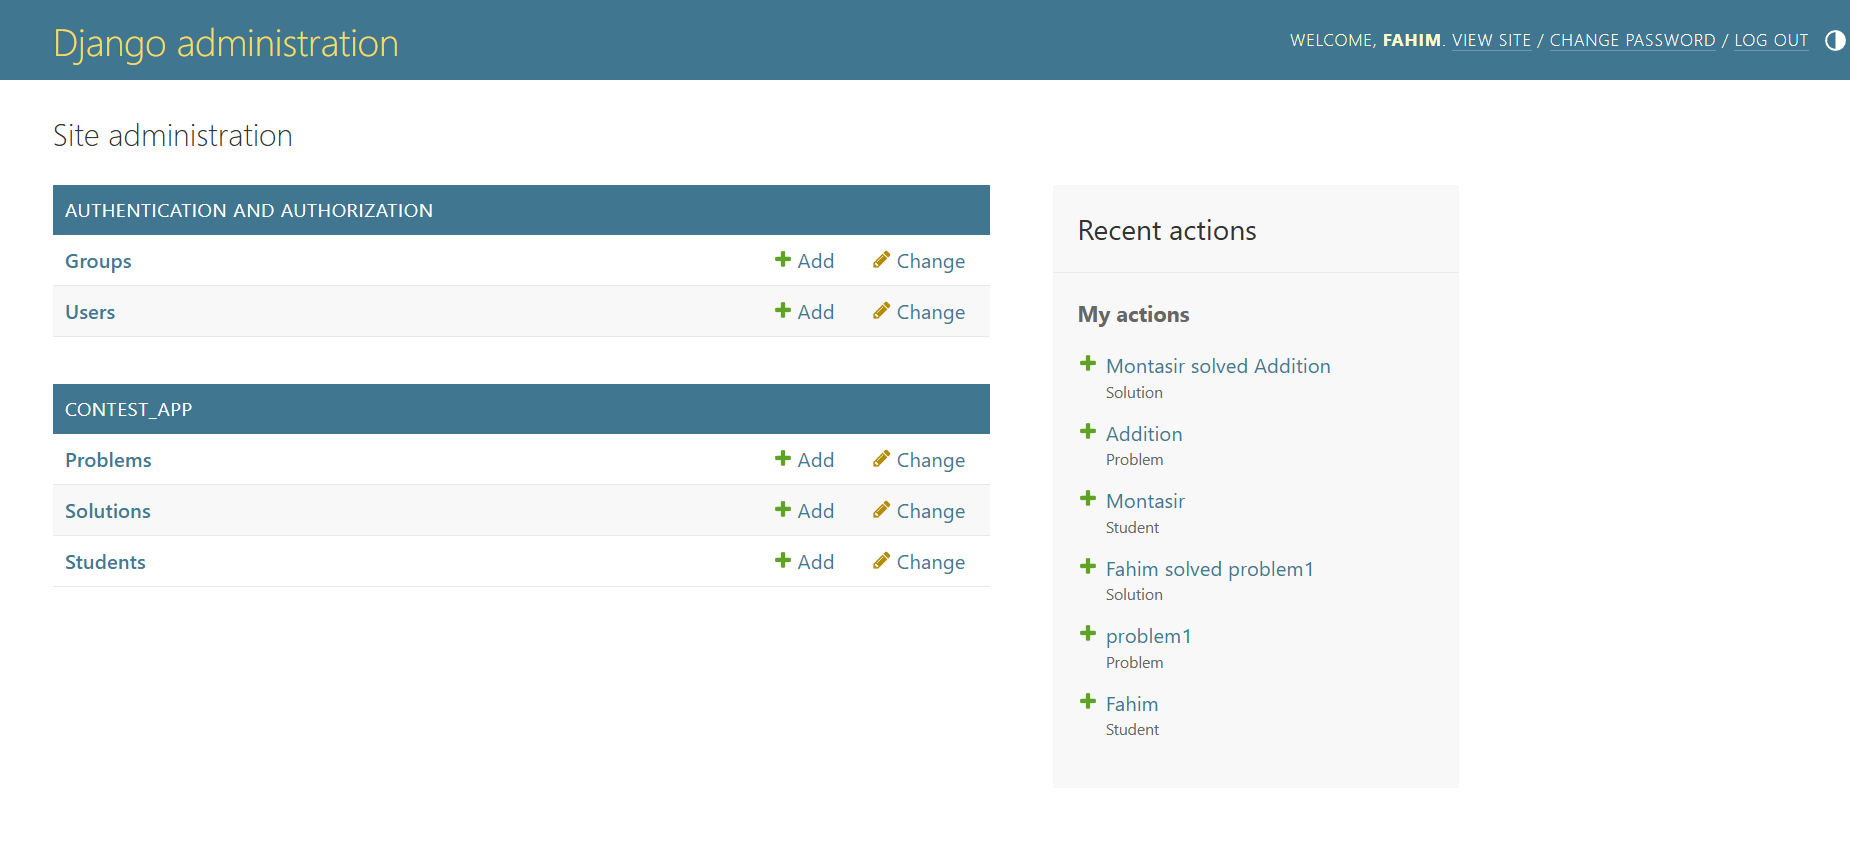 Django administration
WELCOME, FAHIM. VIEW SITE / CHANGE PASSWORD / LOG OUT
Site administration
AUTHENTICATION AND AUTHORIZATION
Groups Add Change
Users Add Change
CONTEST_APP
Problems Add Change
Solutions Add Change
Students Add Change
Recent actions
My actions
Montasir solved Addition
Solution
Addition
Problem
Montasir
Student
Fahim solved problem1
Solution
problem1
Problem
Fahim
Student